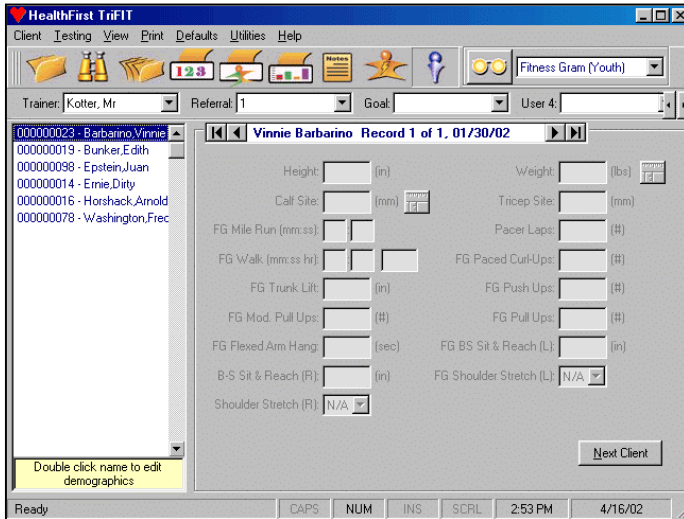 HealthFirst TriFIT
Client Testing View Print Defaults Utilities Help
1 2 3
Notes
Fitness Gram (Youth)
Trainer: Kotter, Mr Referral: 1 Goal: User 4:
000000023 - Barbarino,Vinnie
000000019 - Bunker,Edith
000000098 - Epstein,Juan
000000014 - Ernie,Dirty
000000016 - Horshack,Arnold
000000078 - Washington,Frec
Vinnie Barbarino Record 1 of 1, 01/30/02
Height: (in) Weight: (lbs)
Calf Site: (mm) Tricep Site: (mm)
FG Mile Run (mm:ss): : Pacer Laps: (#)
FG Walk (mm:ss hr): : FG Paced Curl-Ups: (#)
FG Trunk Lift: (in) FG Push Ups: (#)
FG Mod. Pull Ups: (#) FG Pull Ups: (#)
FG Flexed Arm Hang: (sec) FG BS Sit & Reach (L): (in)
B-S Sit & Reach (R): (in) FG Shoulder Stretch (L): N/A
Shoulder Stretch (R): N/A
Next Client
Double click name to edit
demographics
Ready CAPS NUM INS SCRL 2:53 PM 4/16/02